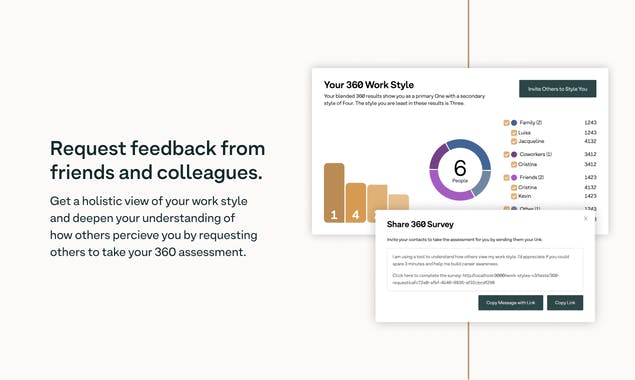 Request feedback from
friends and colleagues.
Get a holistic view of your work style
and deepen your understanding of
how others percieve you by requesting
others to take your 360 assessment.
Your 360 Work Style
Your blended 360 results show you as a primary One with a secondary
style of Four. The style you are least in these results is Three.
Invite Others to Style You
1
4
2
6
People
Family (2) 1243
Luisa 1243
Jacqueline 4132
Coworkers (1) 3412
Cristina 3412
Friends (2) 1423
Cristina 4132
Kevin 1423
Other (1)
Share 360 Survey
Invite your contacts to take the assessment for you by sending them your link.
I am using a tool to understand how others view my work style. I'd appreciate if you could
spare 3 minutes and help me build career awareness.
Click here to complete the survey: http://localhost:3000/work-styles-v3/tests/360-
Copy Message with Link
Copy Link